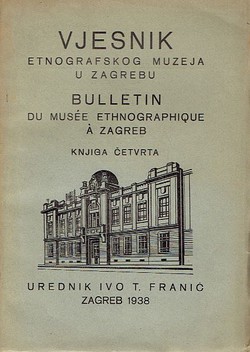 VJESNIK
ETNOGRAFSKOG MUZEJA
U ZAGREBU
BULLETIN
DU MUSÉE ETHNOGRAPHIQUE
À ZAGREB
KNJIGA ČETVRTA
UREDNIK IVO T. FRANIĆ
ZAGREB 1938